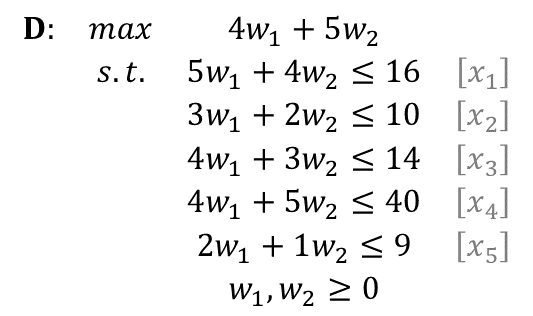 D: max 4w₁ + 5w₂
s.t. 5w₁ + 4w₂ ≤ 16 [x₁]
3w₁ + 2w₂ ≤ 10 [x₂]
4w₁ + 3w₂ ≤ 14 [x₃]
4w₁ + 5w₂ ≤ 40 [x₄]
2w₁ + 1w₂ ≤ 9 [x₅]
w₁, w₂ ≥ 0